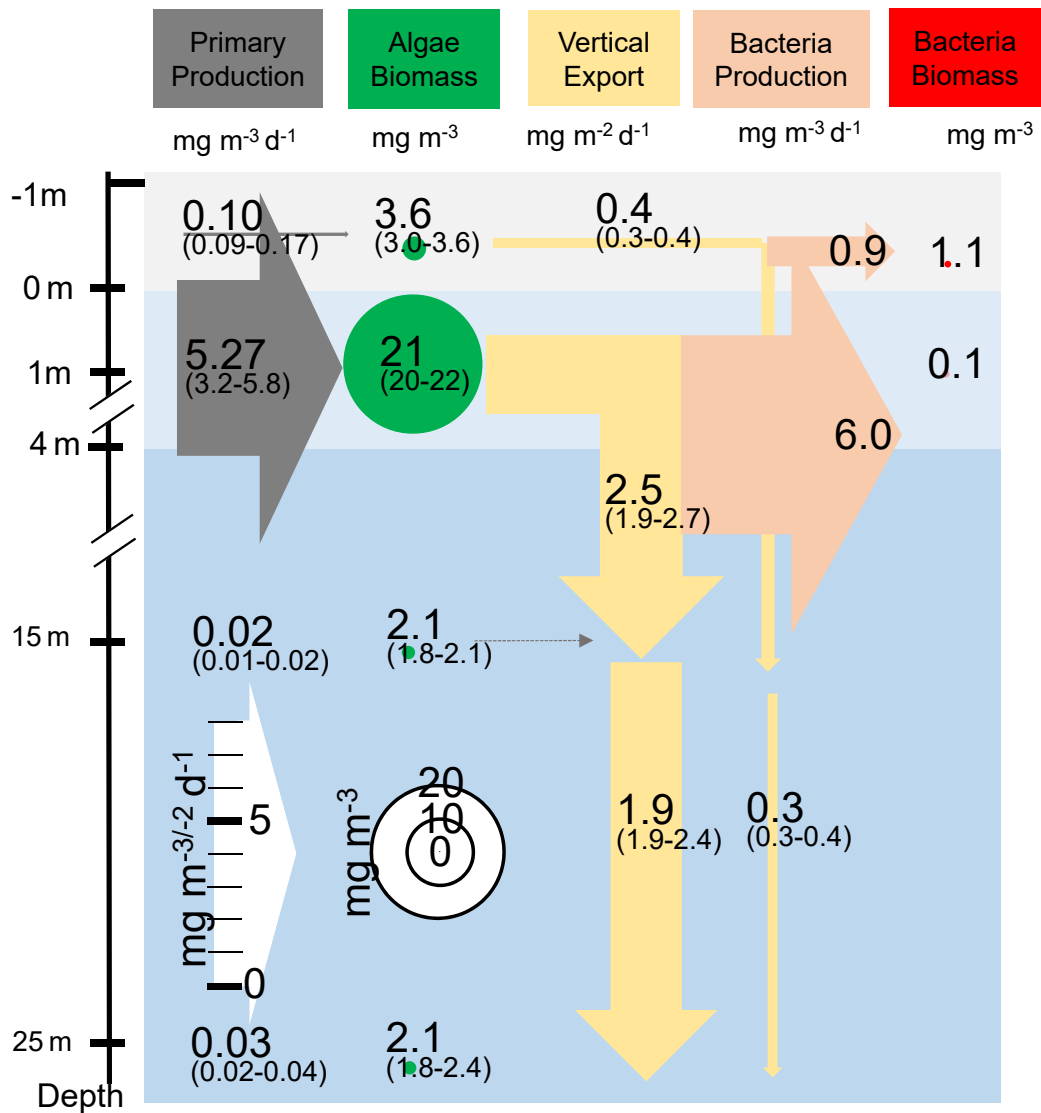 Primary
Production
Algae
Biomass
Vertical
Export
Bacteria
Production
Bacteria
Biomass
mg m-3 d-1
mg m-3
mg m-2 d-1
mg m-3 d-1
mg m-3
-1m
0.10
(0.09-0.17)
3.6
(3.0-3.6)
0.4
(0.3-0.4)
0.9
1.1
0 m
5.27
(3.2-5.8)
21
(20-22)
0.1
1m
6.0
4 m
2.5
(1.9-2.7)
15 m
0.02
(0.01-0.02)
2.1
(1.8-2.1)
mg m-3/-2 d-1
5
0
mg m-3
20
10
0
1.9
(1.9-2.4)
0.3
(0.3-0.4)
25 m
0.03
(0.02-0.04)
2.1
(1.8-2.4)
Depth